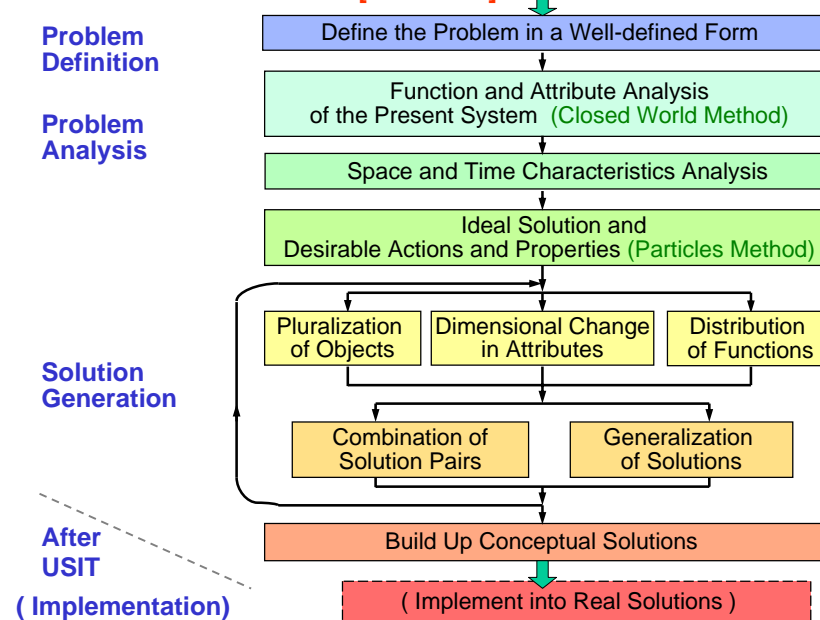 Problem
Definition
Define the Problem in a Well-defined Form
Problem
Analysis
Function and Attribute Analysis
of the Present System (Closed World Method)
Space and Time Characteristics Analysis
Ideal Solution and
Desirable Actions and Properties (Particles Method)
Solution
Generation
Pluralization
of Objects
Dimensional Change
in Attributes
Distribution
of Functions
Combination of
Solution Pairs
Generalization
of Solutions
After
USIT
( Implementation)
Build Up Conceptual Solutions
( Implement into Real Solutions )